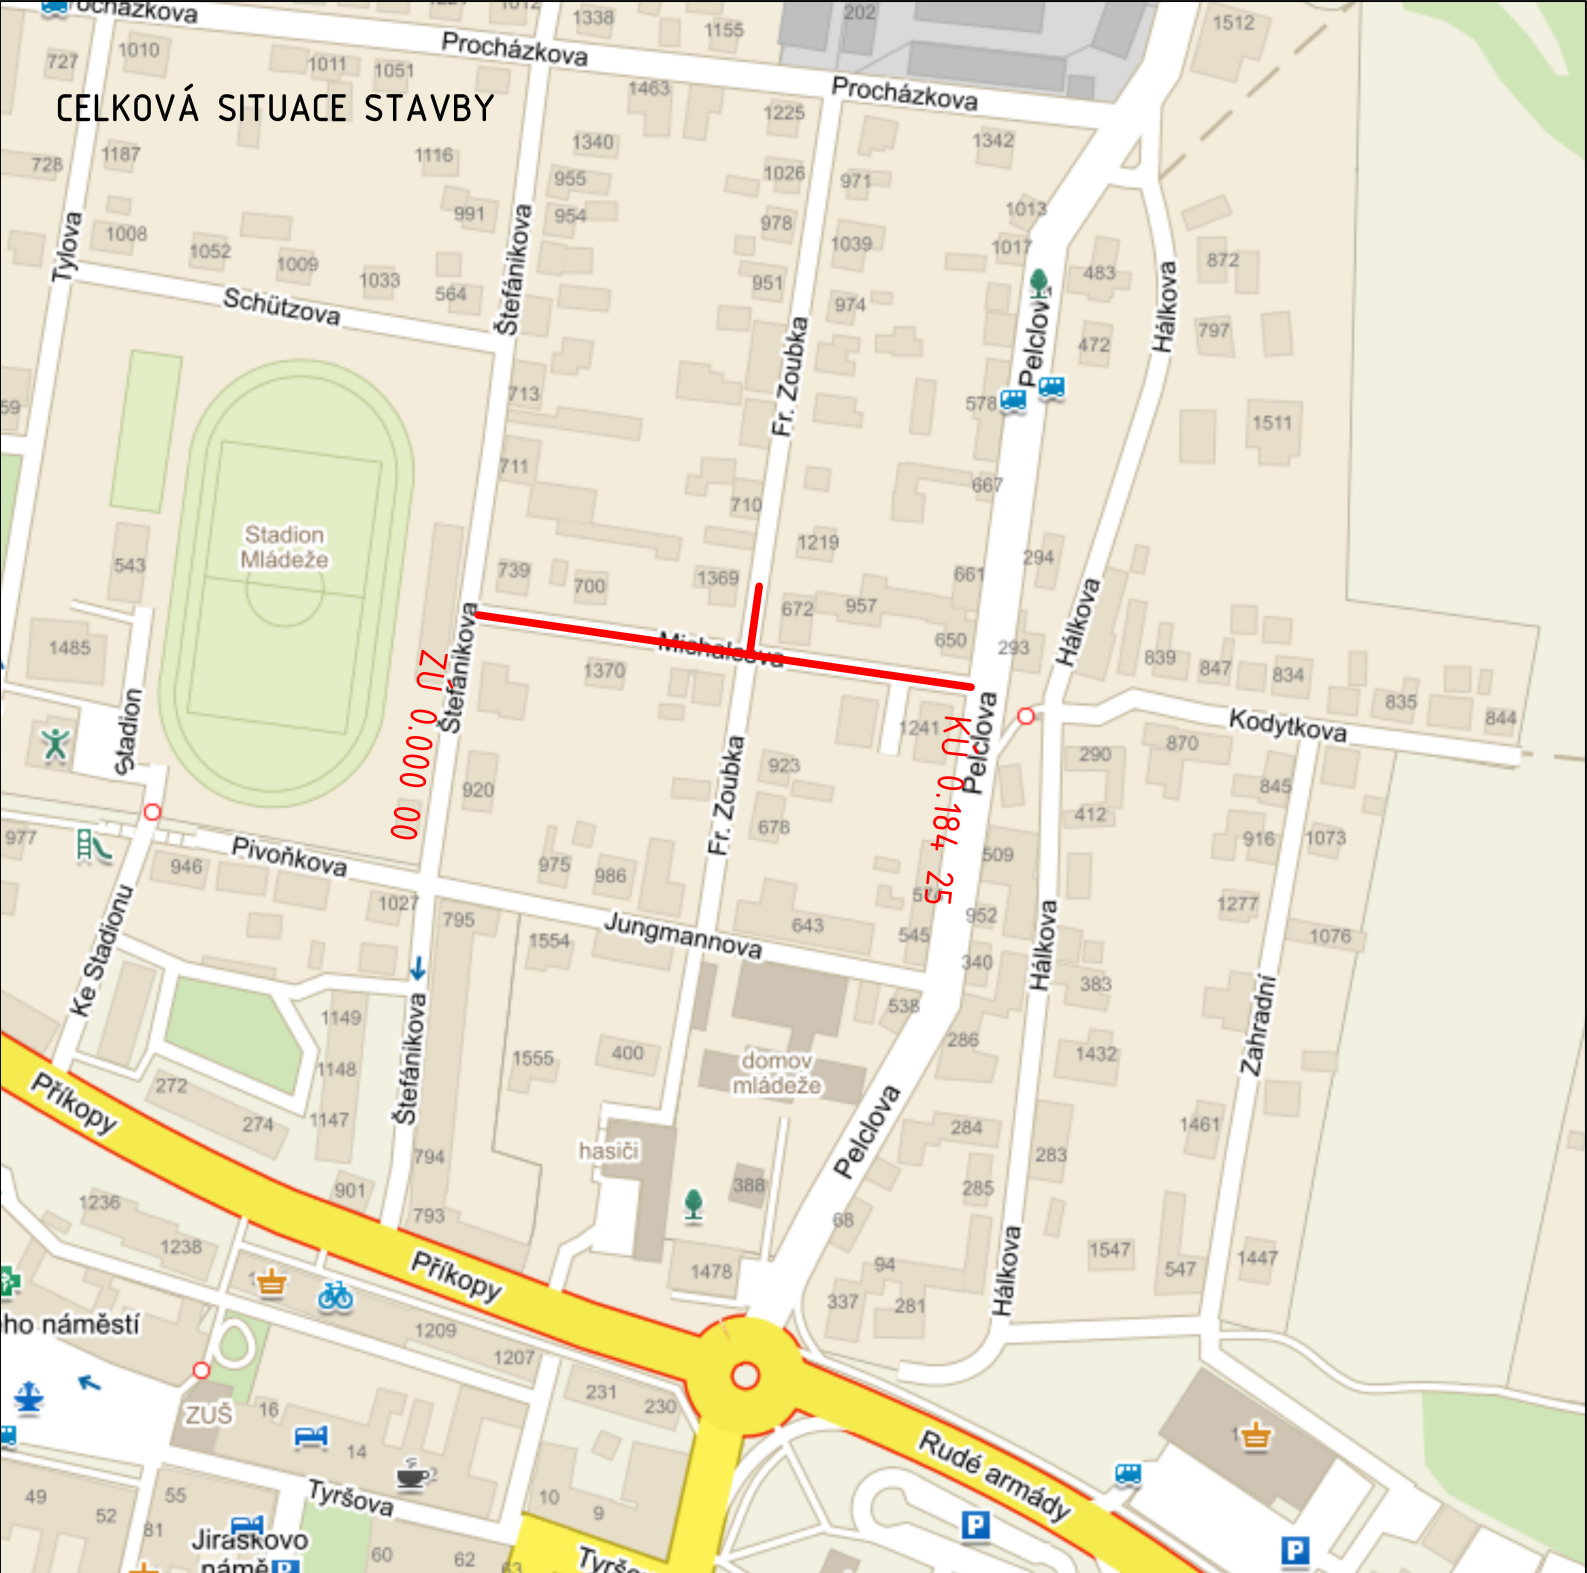 Procházkova
Procházkova
Procházkova
CELKOVÁ SITUACE STAVBY
1338
1155
202
1512
727
1010
1011
1051
1463
1225
1342
728
1187
1116
1340
1026
971
955
954
991
978
1013
1008
1052
1009
1033
564
1039
1017
951
974
483
872
472
797
Tylova
Schützova
Štefánikova
Fr. Zoubka
Pelclova
Hálkova
59
713
578
1511
711
710
667
Stadion
Mládeže
543
739
700
1369
1219
661
294
672
957
650
293
1485
Štefánikova
Michalcova
1370
Hálkova
839
847
834
835
844
Kodytkova
Stadion
ZÚ 0.000 00
KÚ 0.184 25
1241
Pelclova
290
870
845
920
923
Fr. Zoubka
678
412
916
1073
977
946
Pivoňkova
975
986
509
1027
795
1277
1076
Ke Stadionu
1554
Jungmannova
643
545
952
340
Hálkova
383
538
286
1149
1148
1147
Štefánikova
1555
400
domov
mládeže
1432
Zahradní
272
274
Příkopy
hasiči
388
Pelclova
284
283
285
1461
794
901
793
1236
1238
68
94
337
281
1547
547
1447
Hálkova
Příkopy
1478
ho náměstí
1209
1207
231
230
ZUŠ
16
14
Rudé armády
Tyršova
49
52
55
81
10
9
60
62
63
Jiráskovo
námě
P
P
P